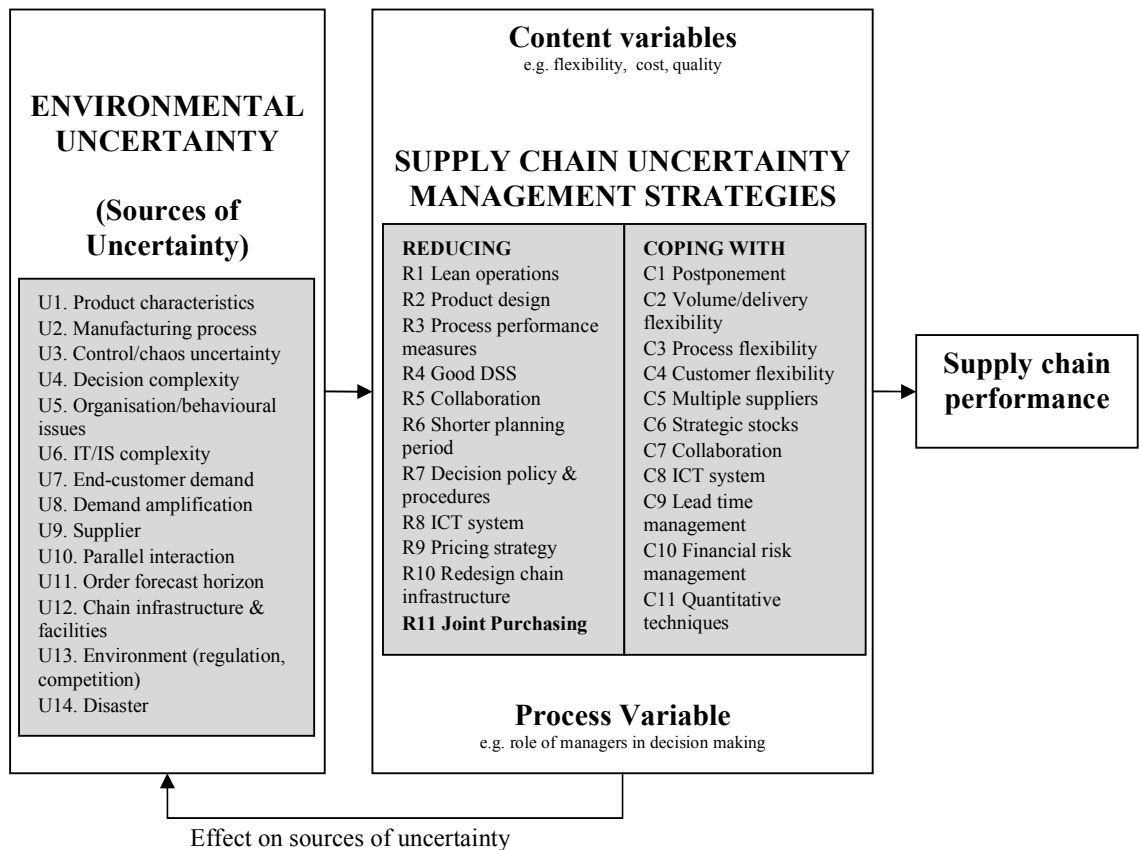 ENVIRONMENTAL
UNCERTAINTY
(Sources of
Uncertainty)
U1. Product characteristics
U2. Manufacturing process
U3. Control/chaos uncertainty
U4. Decision complexity
U5. Organisation/behavioural
issues
U6. IT/IS complexity
U7. End-customer demand
U8. Demand amplification
U9. Supplier
U10. Parallel interaction
U11. Order forecast horizon
U12. Chain infrastructure &
facilities
U13. Environment (regulation,
competition)
U14. Disaster
Content variables
e.g. flexibility, cost, quality
SUPPLY CHAIN UNCERTAINTY
MANAGEMENT STRATEGIES
REDUCING
R1 Lean operations
R2 Product design
R3 Process performance
measures
R4 Good DSS
R5 Collaboration
R6 Shorter planning
period
R7 Decision policy &
procedures
R8 ICT system
R9 Pricing strategy
R10 Redesign chain
infrastructure
R11 Joint Purchasing
COPING WITH
C1 Postponement
C2 Volume/delivery
flexibility
C3 Process flexibility
C4 Customer flexibility
C5 Multiple suppliers
C6 Strategic stocks
C7 Collaboration
C8 ICT system
C9 Lead time
management
C10 Financial risk
management
C11 Quantitative
techniques
Process Variable
e.g. role of managers in decision making
Supply chain
performance
Effect on sources of uncertainty